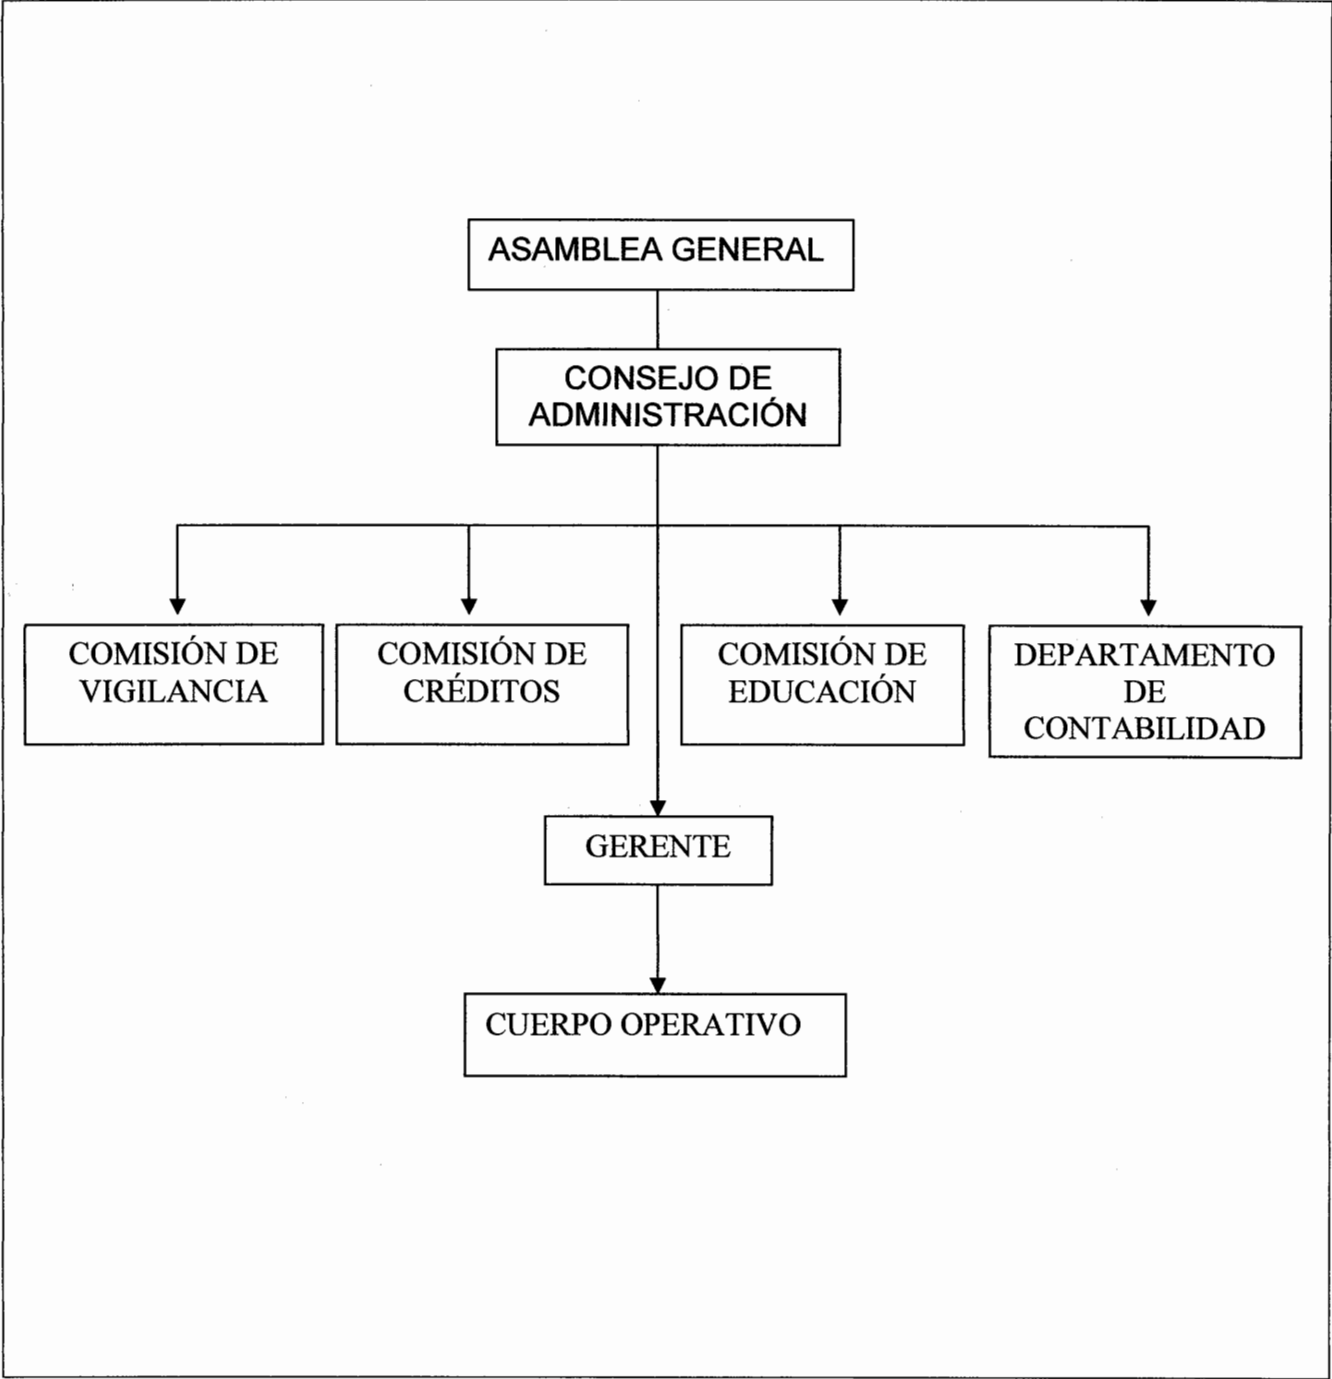 ASAMBLEA GENERAL
CONSEJO DE
ADMINISTRACIÓN
COMISIÓN DE
VIGILANCIA
COMISIÓN DE
CRÉDITOS
COMISIÓN DE
EDUCACIÓN
DEPARTAMENTO
DE
CONTABILIDAD
GERENTE
CUERPO OPERATIVO